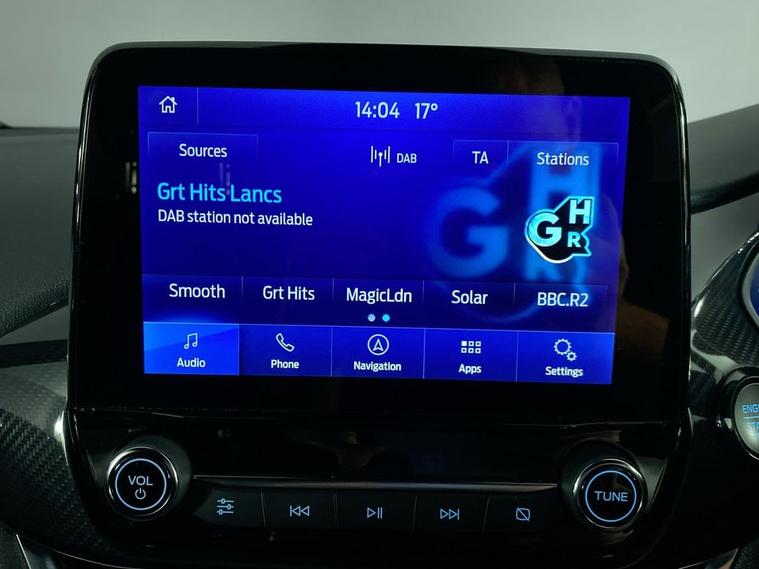 14:04 17°
Sources DAB TA Stations
Grt Hits Lancs
DAB station not available
GHR
Smooth Grt Hits MagicLdn Solar BBC.R2
Audio Phone Navigation Apps Settings
VOL TUNE